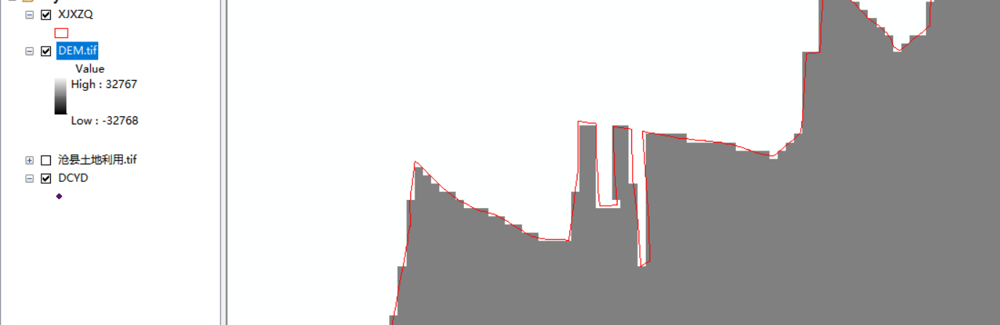 XJXZQ
DEM.tif
Value
High : 32767
Low : -32768
沧县土地利用.tif
DCYD